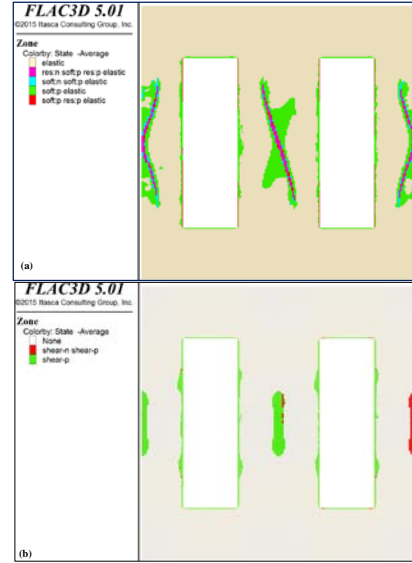 FLAC3D 5.01
©2015 Itasca Consulting Group, Inc.
Zone
Colorby: State -Average
elastic
res:n soft:p res:p elastic
soft:n soft:p elastic
soft:p elastic
soft:p res:p elastic
(a)
FLAC3D 5.01
©2015 Itasca Consulting Group, Inc.
Zone
Colorby: State -Average
None
shear-n shear-p
shear-p
(b)